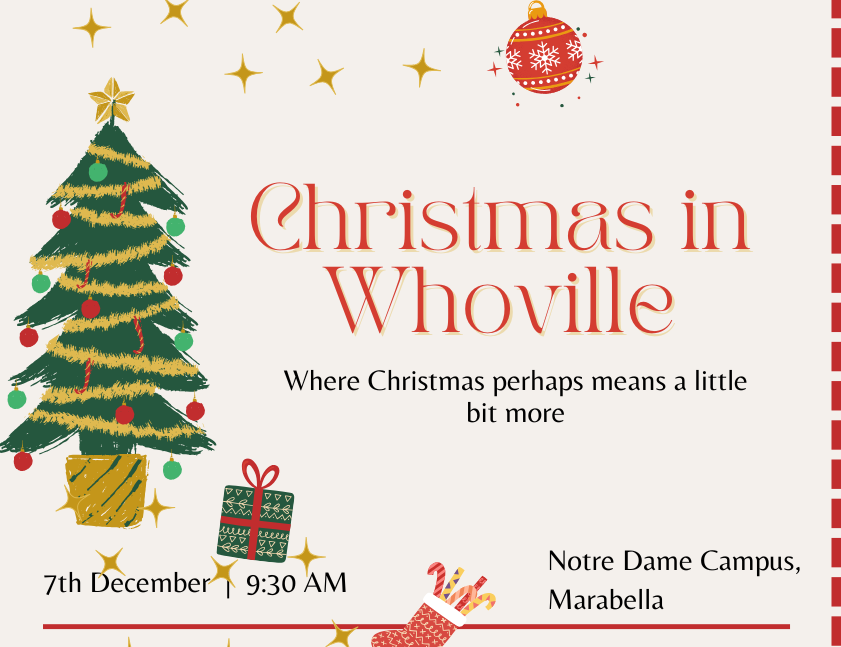 Christmas in
Whoville
Where Christmas perhaps means a little
bit more
7th December | 9:30 AM
Notre Dame Campus,
Marabella